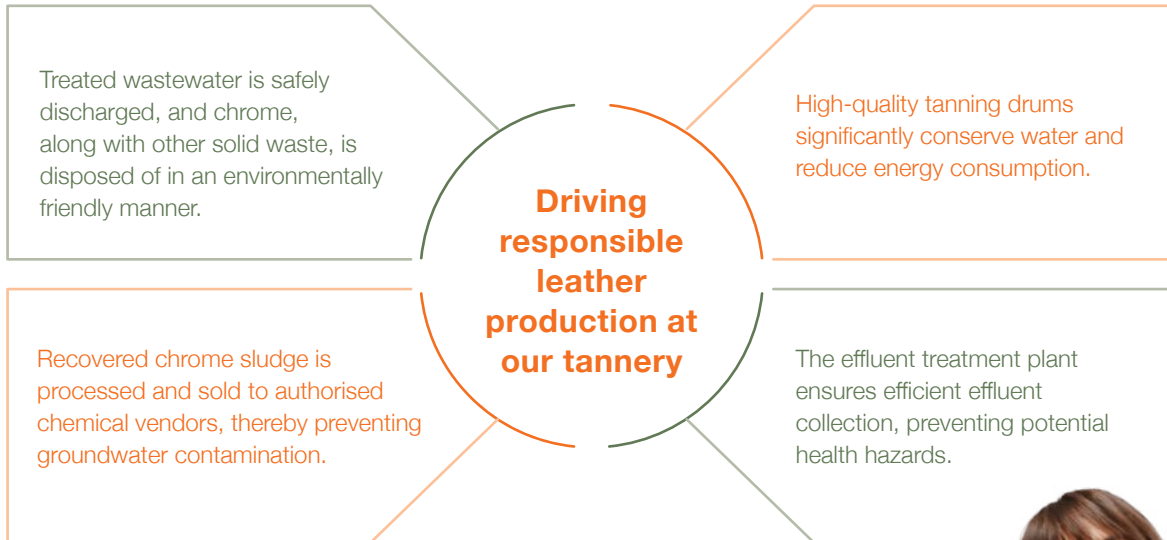 Treated wastewater is safely
discharged, and chrome,
along with other solid waste, is
disposed of in an environmentally
friendly manner.
High-quality tanning drums
significantly conserve water and
reduce energy consumption.
Driving
responsible
leather
production at
our tannery
Recovered chrome sludge is
processed and sold to authorised
chemical vendors, thereby preventing
groundwater contamination.
The effluent treatment plant
ensures efficient effluent
collection, preventing potential
health hazards.